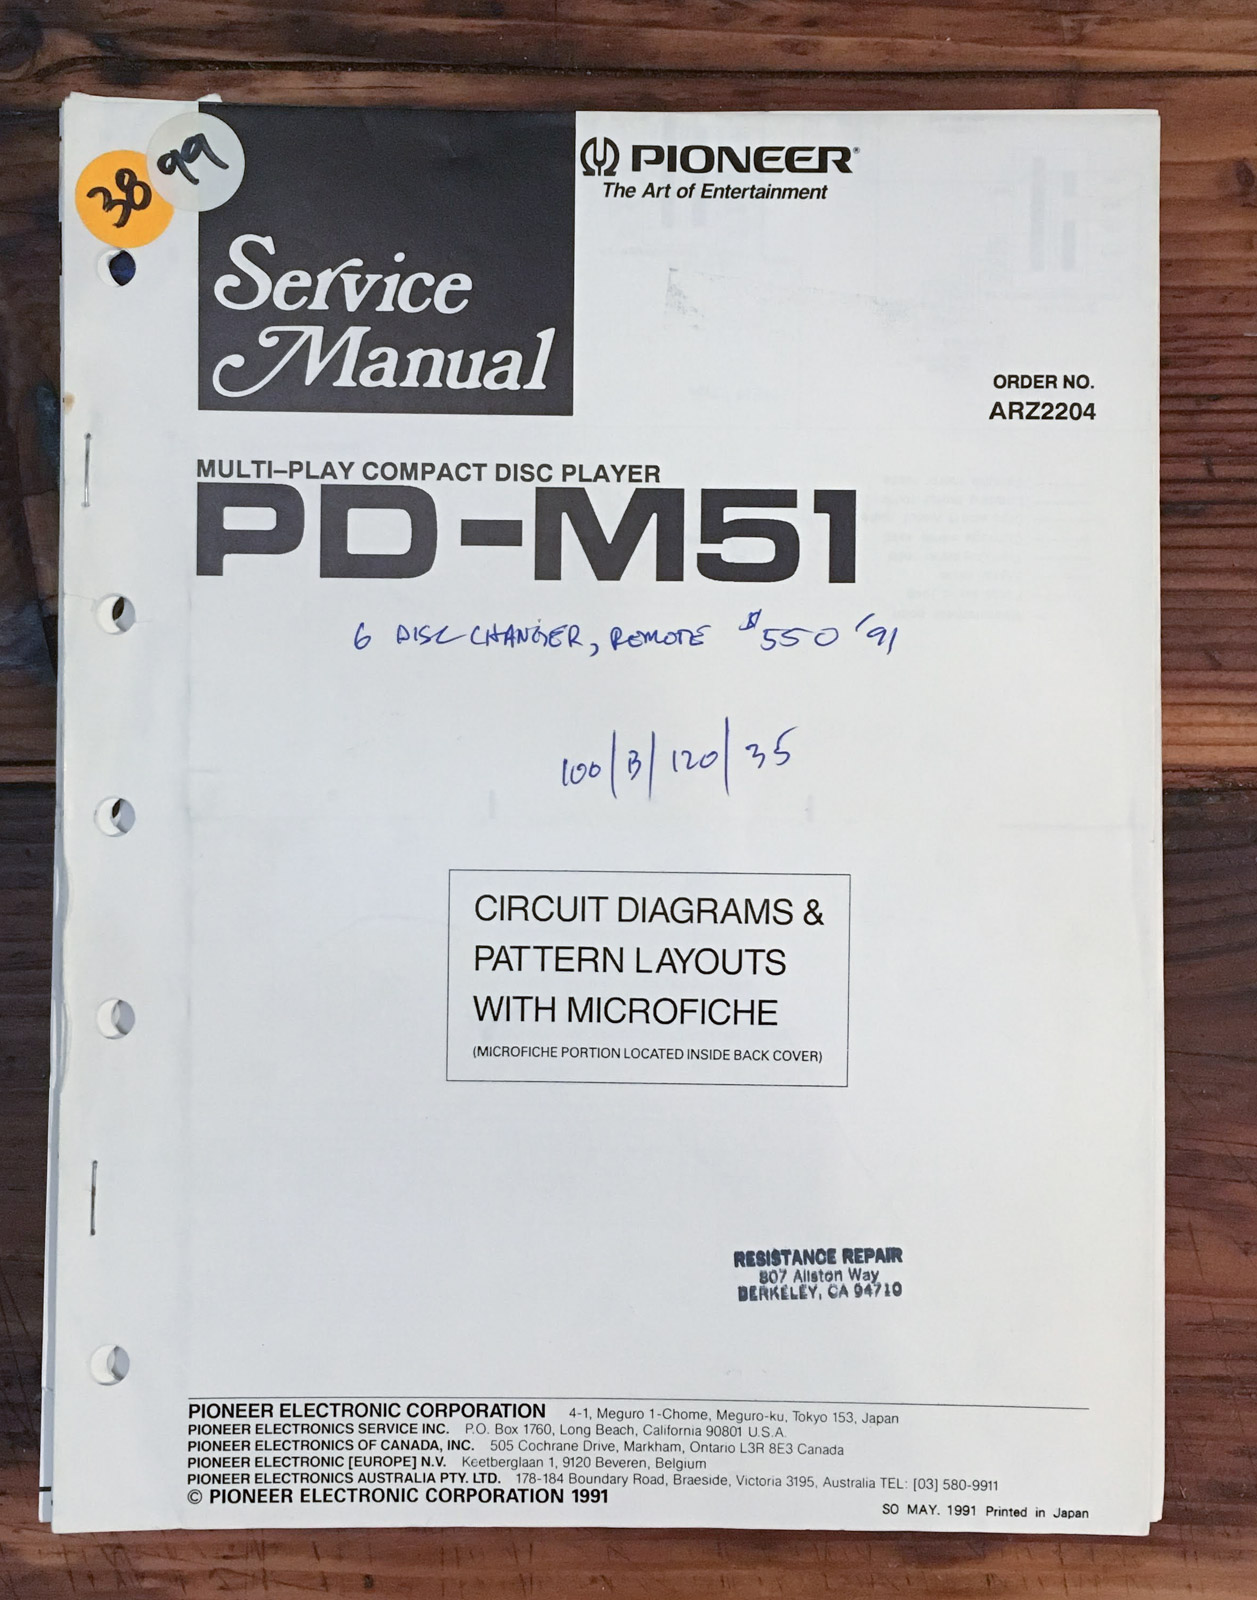 38
99
Service
Manual
PIONEER®
The Art of Entertainment
ORDER NO.
ARZ2204
MULTI-PLAY COMPACT DISC PLAYER
PD-M51
6 DISC CHANGER, REMOTE $550 '91
100/B/120/35
CIRCUIT DIAGRAMS &
PATTERN LAYOUTS
WITH MICROFICHE
(MICROFICHE PORTION LOCATED INSIDE BACK COVER)
RESISTANCE REPAIR
807 Allston Way
BERKELEY, CA 94710
PIONEER ELECTRONIC CORPORATION 4-1, Meguro 1-Chome, Meguro-ku, Tokyo 153, Japan
PIONEER ELECTRONICS SERVICE INC. P.O. Box 1760, Long Beach, California 90801 U.S.A.
PIONEER ELECTRONICS OF CANADA, INC. 505 Cochrane Drive, Markham, Ontario L3R 8E3 Canada
PIONEER ELECTRONIC [EUROPE] N.V. Keetberglaan 1, 9120 Beveren, Belgium
PIONEER ELECTRONICS AUSTRALIA PTY. LTD. 178-184 Boundary Road, Braeside, Victoria 3195, Australia TEL: [03] 580-9911
© PIONEER ELECTRONIC CORPORATION 1991
SO MAY. 1991 Printed in Japan